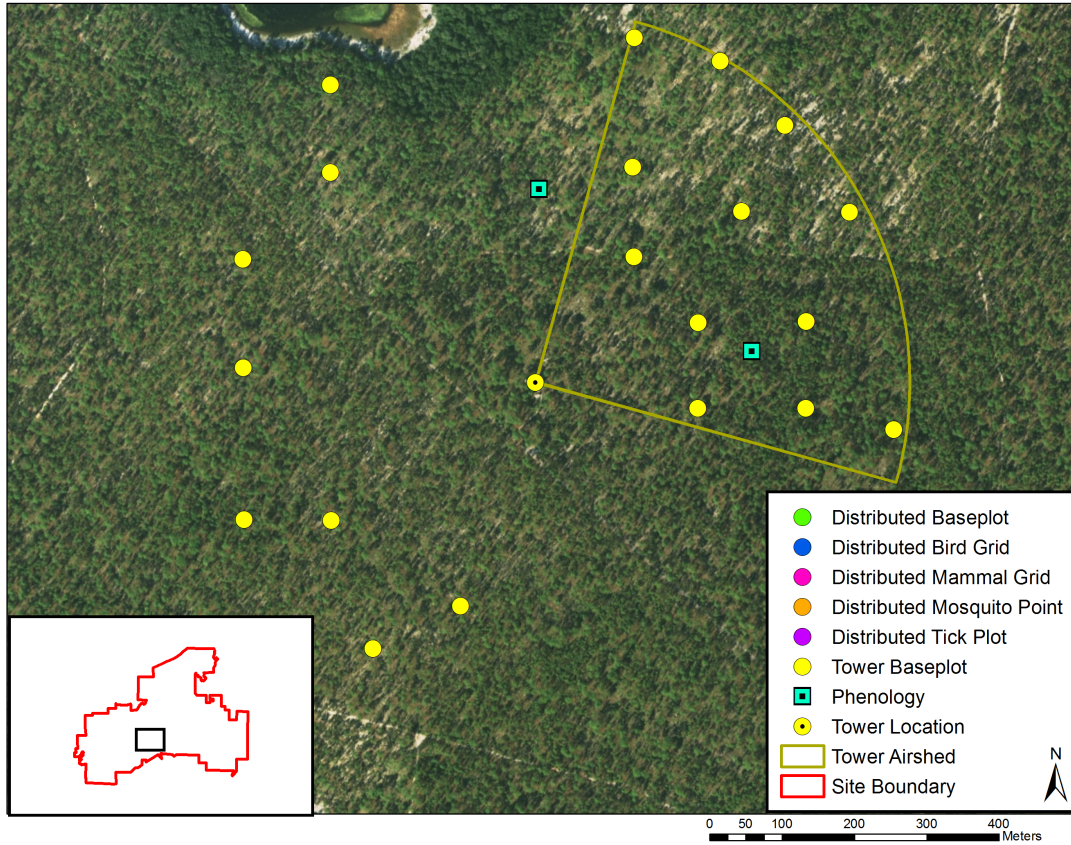 Distributed Baseplot
Distributed Bird Grid
Distributed Mammal Grid
Distributed Mosquito Point
Distributed Tick Plot
Tower Baseplot
Phenology
Tower Location
Tower Airshed
Site Boundary
N
0 50 100 200 300 400
Meters